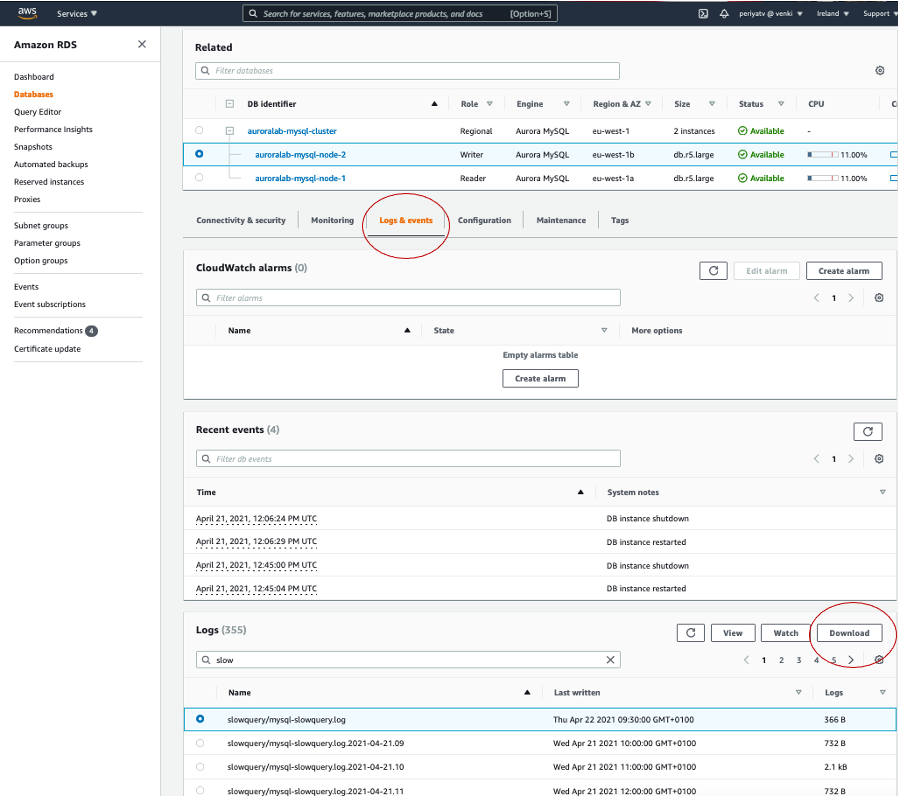 aws Services ▼ Search for services, features, marketplace products, and docs [Option+S] periyatv @ venki ▼ Ireland ▼ Support
Amazon RDS
Dashboard
Databases
Query Editor
Performance Insights
Snapshots
Automated backups
Reserved instances
Proxies
Subnet groups
Parameter groups
Option groups
Events
Event subscriptions
Recommendations 4
Certificate update
Related
Filter databases
DB identifier Role Engine Region & AZ Size Status CPU
auroralab-mysql-cluster Regional Aurora MySQL eu-west-1 2 instances Available -
auroralab-mysql-node-2 Writer Aurora MySQL eu-west-1b db.r5.large Available 11.00%
auroralab-mysql-node-1 Reader Aurora MySQL eu-west-1a db.r5.large Available 11.00%
Connectivity & security Monitoring Logs & events Configuration Maintenance Tags
CloudWatch alarms (0) Edit alarm Create alarm
Filter alarms 1
Name State More options
Empty alarms table
Create alarm
Recent events (4)
Filter db events 1
Time System notes
April 21, 2021, 12:06:24 PM UTC DB instance shutdown
April 21, 2021, 12:06:29 PM UTC DB instance restarted
April 21, 2021, 12:45:00 PM UTC DB instance shutdown
April 21, 2021, 12:45:04 PM UTC DB instance restarted
Logs (355) View Watch Download
slow 1 2 3 4 5
Name Last written Logs
slowquery/mysql-slowquery.log Thu Apr 22 2021 09:30:00 GMT+0100 366 B
slowquery/mysql-slowquery.log.2021-04-21.09 Wed Apr 21 2021 10:00:00 GMT+0100 732 B
slowquery/mysql-slowquery.log.2021-04-21.10 Wed Apr 21 2021 11:00:00 GMT+0100 2.1 kB
slowquery/mysql-slowquery.log.2021-04-21.11 Wed Apr 21 2021 12:00:00 GMT+0100 732 B